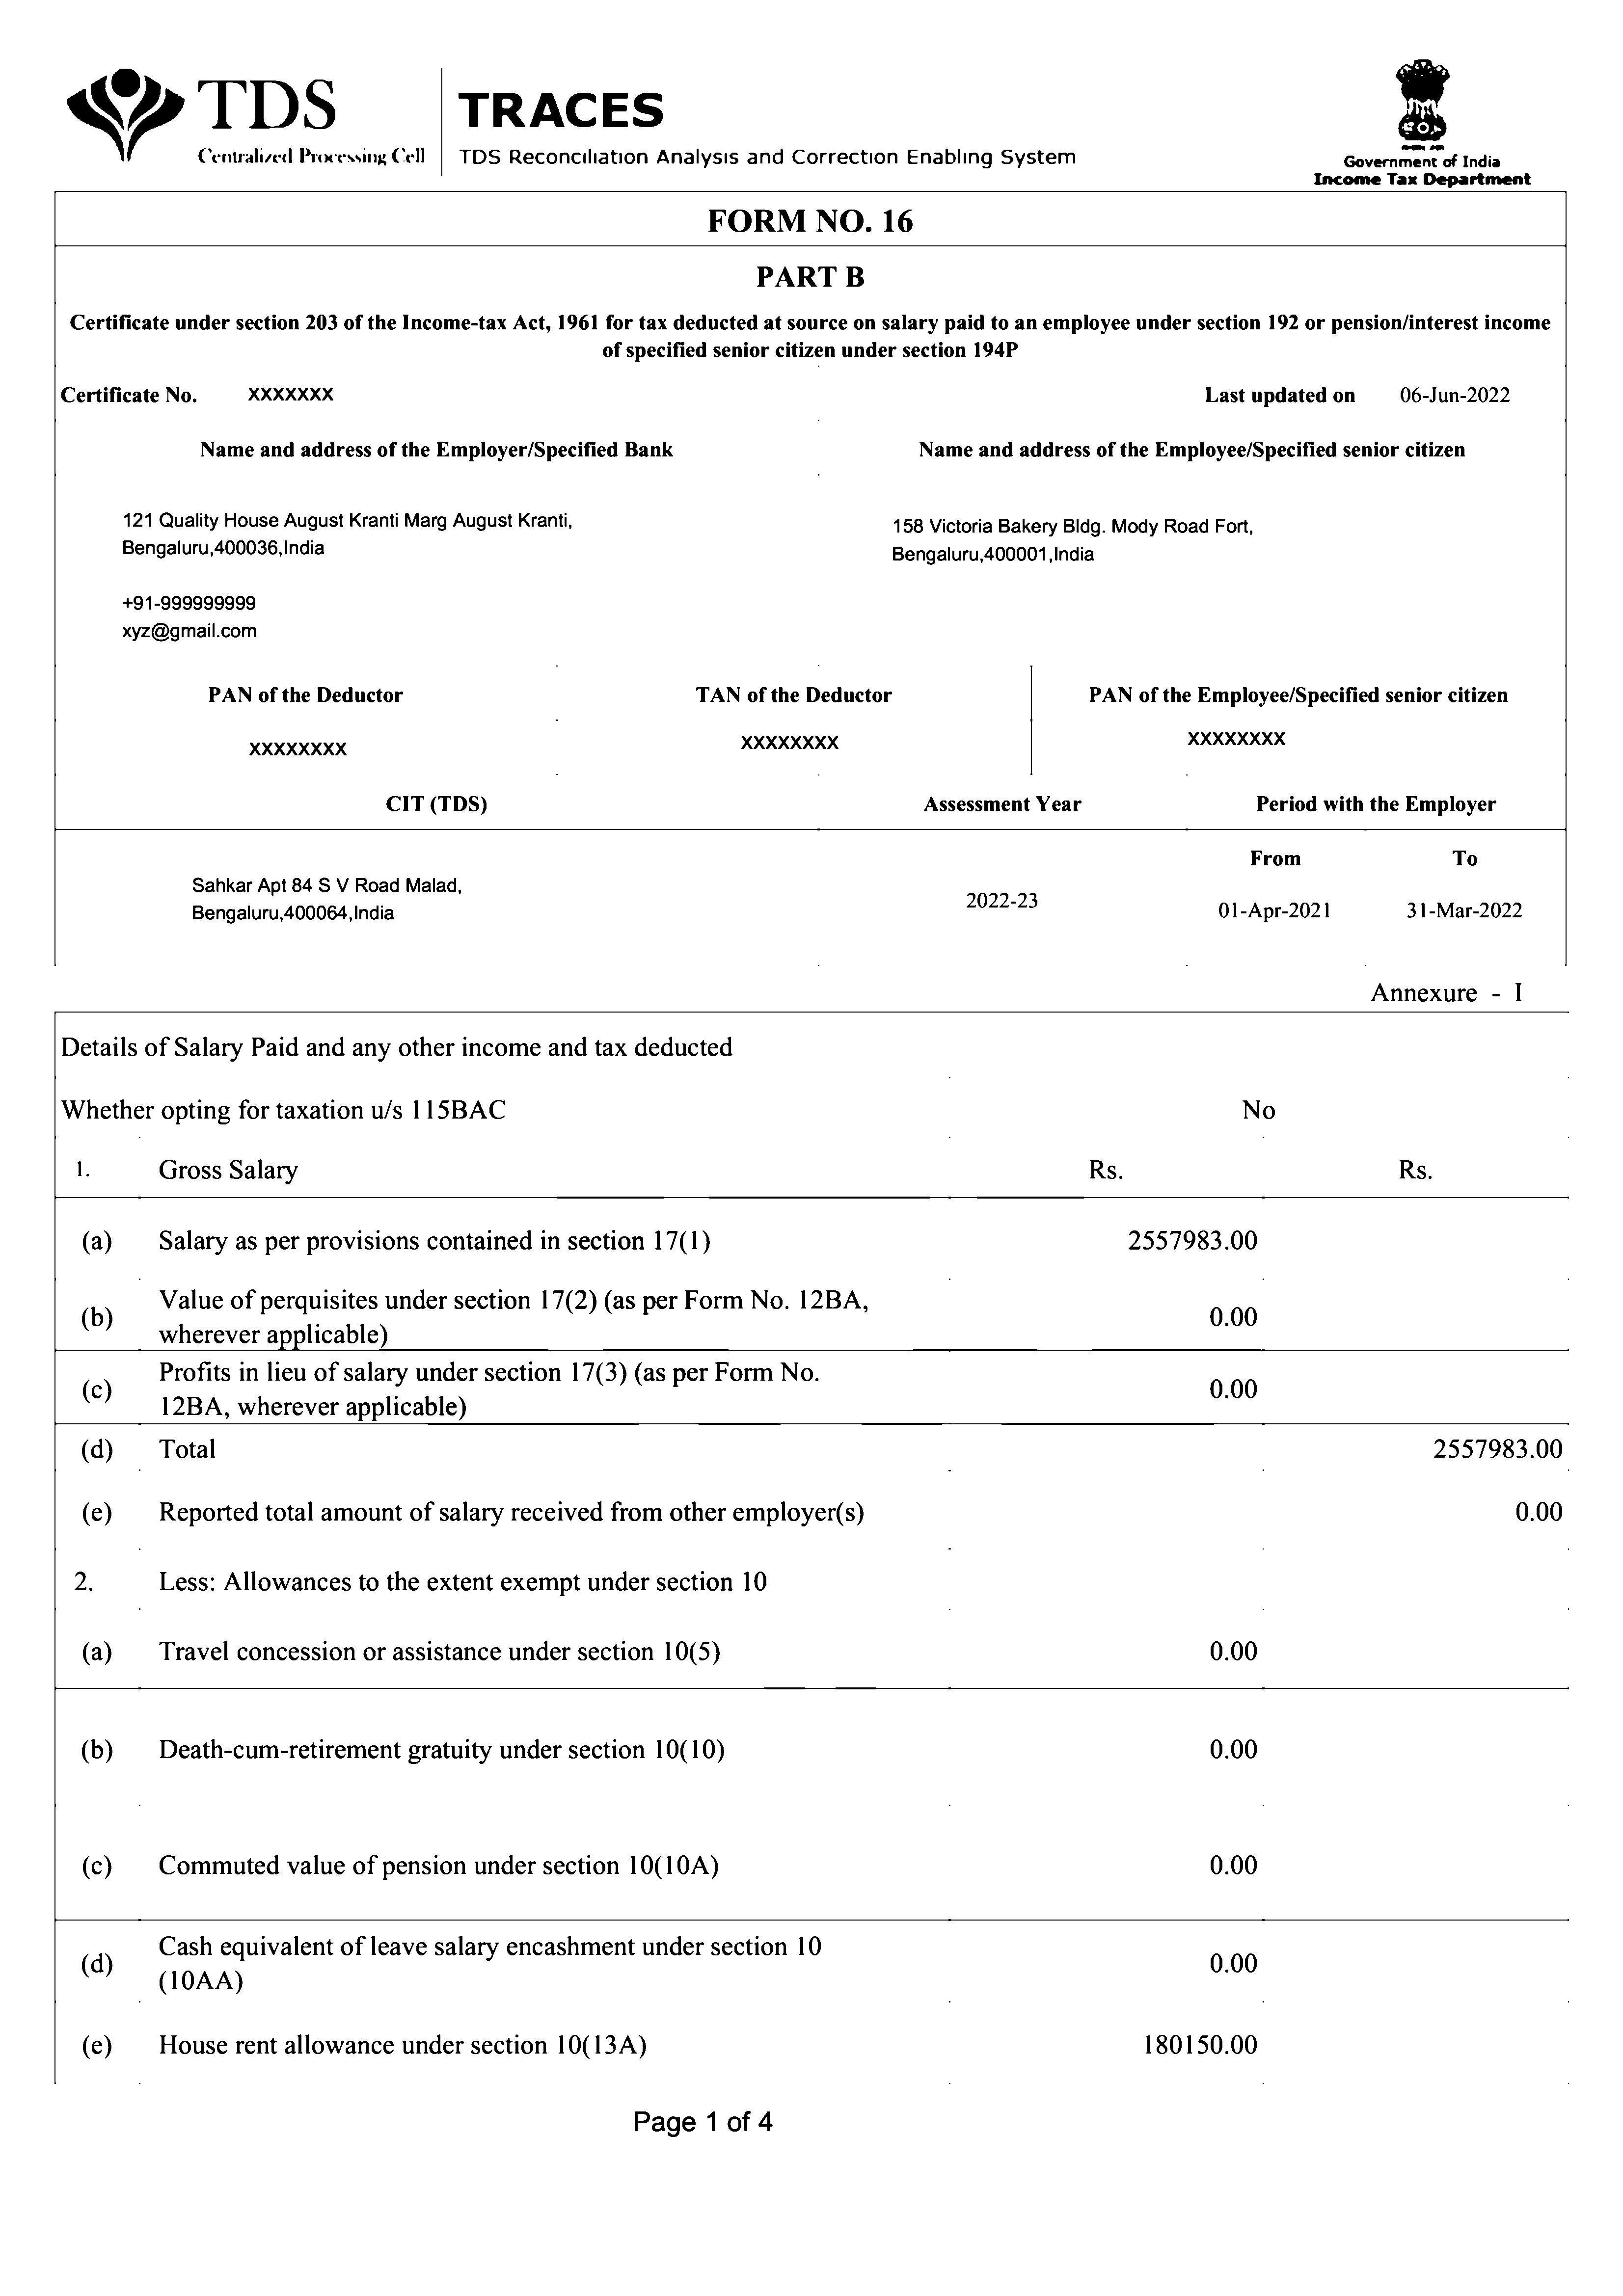 TDS
Centralized Processing Cell
TRACES
TDS Reconciliation Analysis and Correction Enabling System
Government of India
Income Tax Department
FORM NO. 16
PART B
Certificate under section 203 of the Income-tax Act, 1961 for tax deducted at source on salary paid to an employee under section 192 or pension/interest income
of specified senior citizen under section 194P
Certificate No. XXXXXXX Last updated on 06-Jun-2022
Name and address of the Employer/Specified Bank Name and address of the Employee/Specified senior citizen
121 Quality House August Kranti Marg August Kranti,
Bengaluru,400036,India
+91-999999999
xyz@gmail.com
158 Victoria Bakery Bldg. Mody Road Fort,
Bengaluru,400001,India
PAN of the Deductor TAN of the Deductor PAN of the Employee/Specified senior citizen
XXXXXXXX XXXXXXXX XXXXXXXX
CIT (TDS) Assessment Year Period with the Employer
From To
Sahkar Apt 84 S V Road Malad,
Bengaluru,400064,India
2022-23 01-Apr-2021 31-Mar-2022
Annexure - I
Details of Salary Paid and any other income and tax deducted
Whether opting for taxation u/s 115BAC No
1. Gross Salary Rs. Rs.
(a) Salary as per provisions contained in section 17(1) 2557983.00
(b) Value of perquisites under section 17(2) (as per Form No. 12BA,
wherever applicable) 0.00
(c) Profits in lieu of salary under section 17(3) (as per Form No.
12BA, wherever applicable) 0.00
(d) Total 2557983.00
(e) Reported total amount of salary received from other employer(s) 0.00
2. Less: Allowances to the extent exempt under section 10
(a) Travel concession or assistance under section 10(5) 0.00
(b) Death-cum-retirement gratuity under section 10(10) 0.00
(c) Commuted value of pension under section 10(10A) 0.00
(d) Cash equivalent of leave salary encashment under section 10
(10AA) 0.00
(e) House rent allowance under section 10(13A) 180150.00
Page 1 of 4